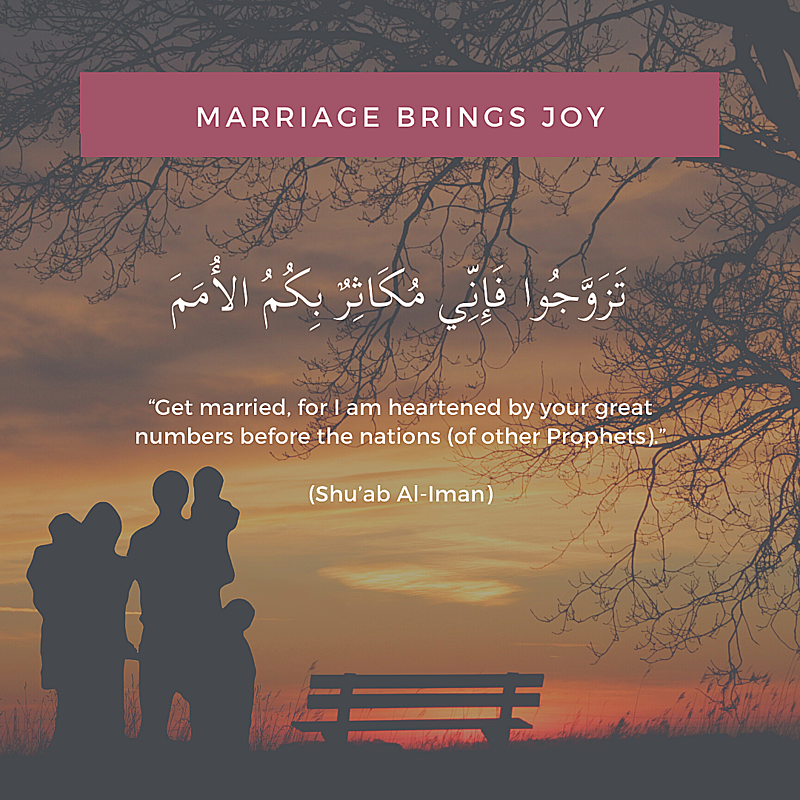 MARRIAGE BRINGS JOY
تَزَوَّجُوا فَإِنِّي مُكَاثِرٌ بِكُمُ الأُمَمَ
“Get married, for I am heartened by your great
numbers before the nations (of other Prophets).”
(Shu’ab Al-Iman)